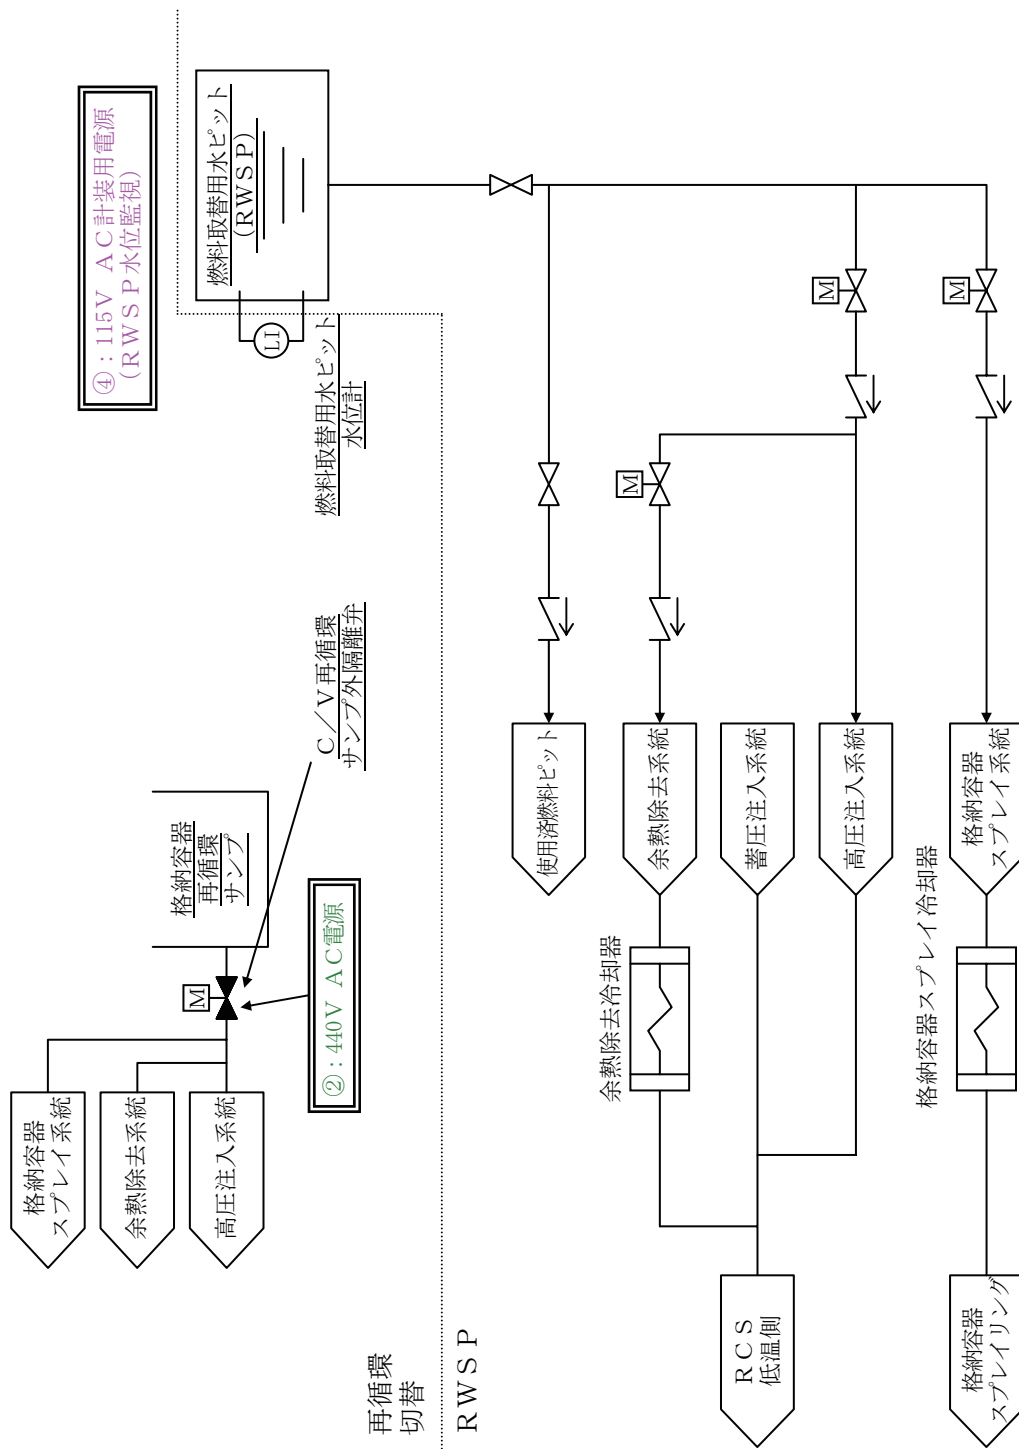 格納容器
スプレイ系統
余熱除去系統
高圧注入系統
M
格納容器
再循環
サンプ
C/V再循環
サンプ外隔離弁
②:440V AC電源
④:115V AC計装用電源
(RWSP水位監視)
燃料取替用水ピット
(RWSP)
LI
燃料取替用水ピット
水位計
再循環
切替
RWSP
使用済燃料ピット
余熱除去冷却器
余熱除去系統
M
RCS
低温側
蓄圧注入系統
高圧注入系統
M
格納容器スプレイ冷却器
格納容器
スプレイリング
格納容器
スプレイ系統
M